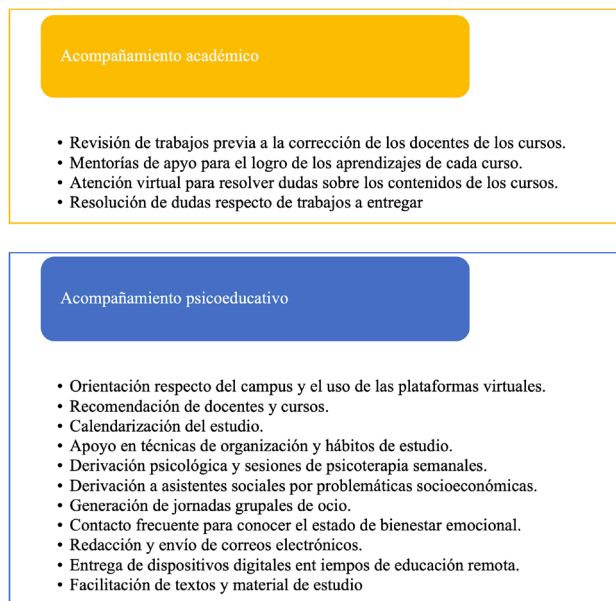 Acompañamiento académico
• Revisión de trabajos previa a la corrección de los docentes de los cursos.
• Mentorías de apoyo para el logro de los aprendizajes de cada curso.
• Atención virtual para resolver dudas sobre los contenidos de los cursos.
• Resolución de dudas respecto de trabajos a entregar
Acompañamiento psicoeducativo
• Orientación respecto del campus y el uso de las plataformas virtuales.
• Recomendación de docentes y cursos.
• Calendarización del estudio.
• Apoyo en técnicas de organización y hábitos de estudio.
• Derivación psicológica y sesiones de psicoterapia semanales.
• Derivación a asistentes sociales por problemáticas socioeconómicas.
• Generación de jornadas grupales de ocio.
• Contacto frecuente para conocer el estado de bienestar emocional.
• Redacción y envío de correos electrónicos.
• Entrega de dispositivos digitales ent iempos de educación remota.
• Facilitación de textos y material de estudio